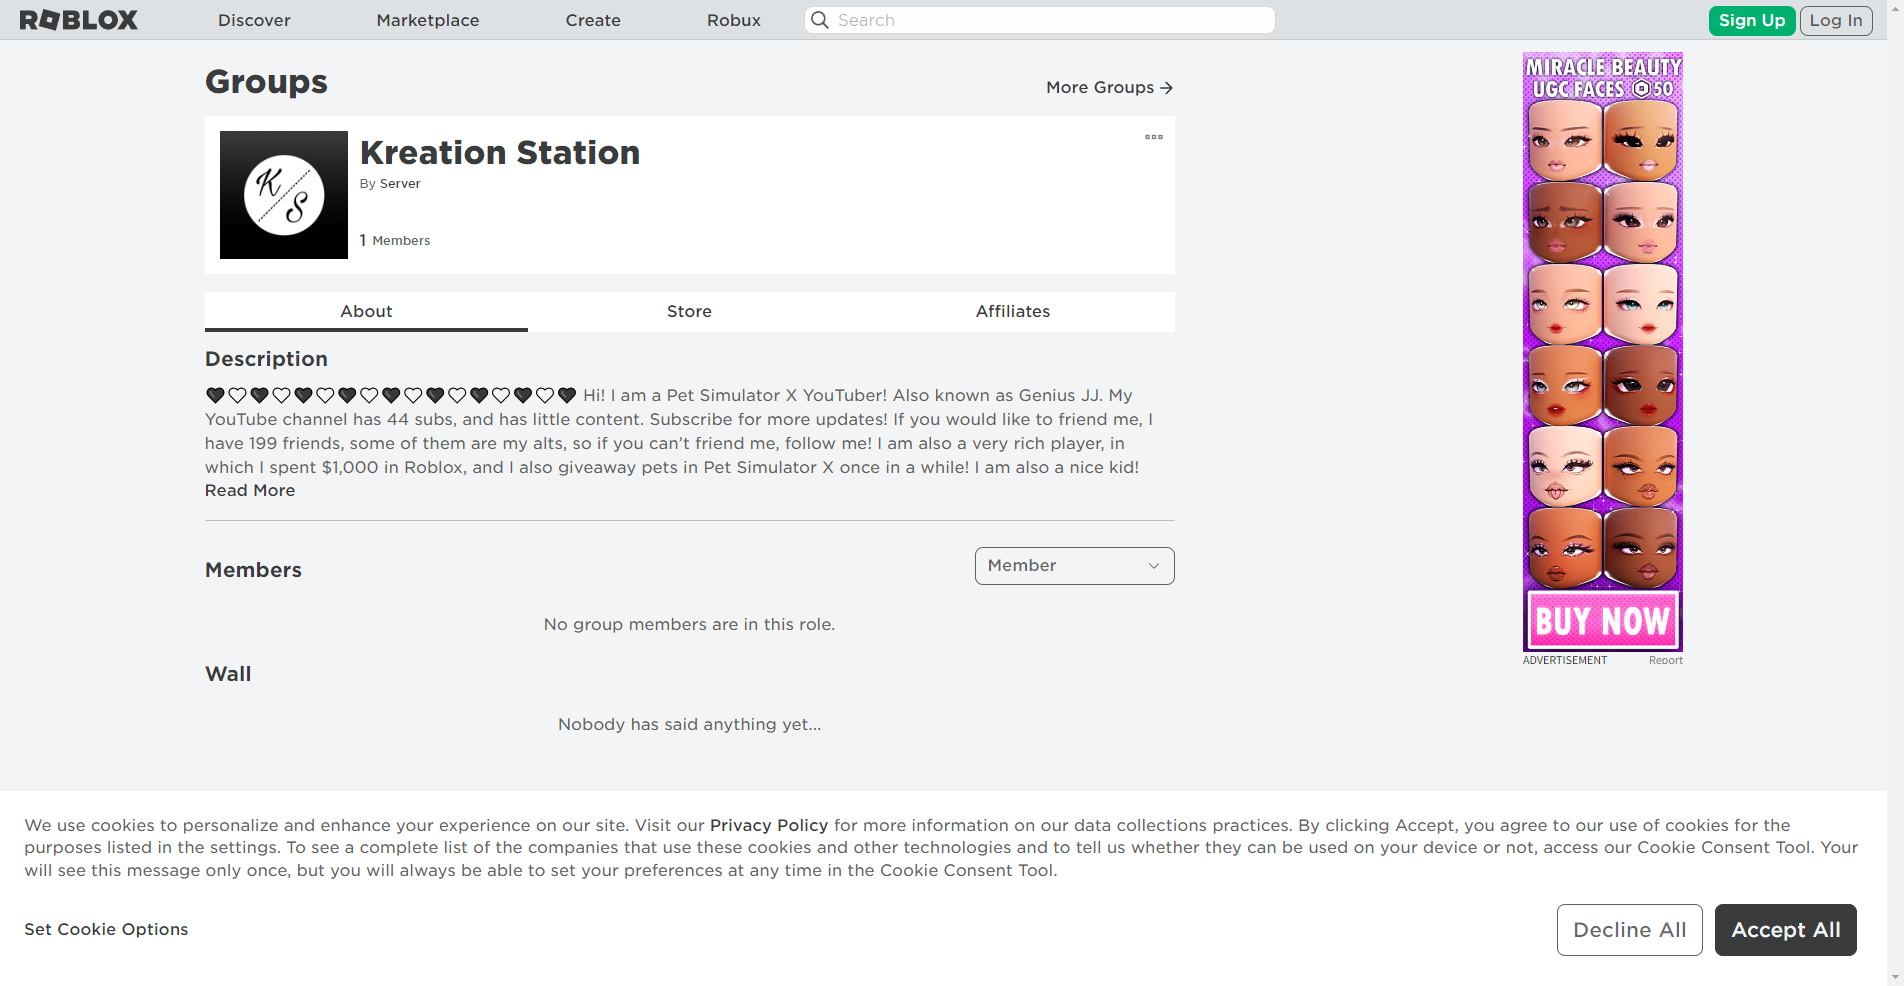 ROBLOX
Discover
Marketplace
Create
Robux
Search
Sign Up
Log In
Groups
More Groups →
K
S
Kreation Station
By Server
1 Members
About
Store
Affiliates
Description
🖤🤍🖤🤍🖤🤍🖤🤍🖤🤍🖤🤍🖤🤍🖤🤍🖤 Hi! I am a Pet Simulator X YouTuber! Also known as Genius JJ. My
YouTube channel has 44 subs, and has little content. Subscribe for more updates! If you would like to friend me, I
have 199 friends, some of them are my alts, so if you can’t friend me, follow me! I am also a very rich player, in
which I spent $1,000 in Roblox, and I also giveaway pets in Pet Simulator X once in a while! I am also a nice kid!
Read More
Members
Member
No group members are in this role.
Wall
Nobody has said anything yet...
MIRACLE BEAUTY
UGC FACES 50
BUY NOW
ADVERTISEMENT
Report
We use cookies to personalize and enhance your experience on our site. Visit our Privacy Policy for more information on our data collections practices. By clicking Accept, you agree to our use of cookies for the
purposes listed in the settings. To see a complete list of the companies that use these cookies and other technologies and to tell us whether they can be used on your device or not, access our Cookie Consent Tool. Your
will see this message only once, but you will always be able to set your preferences at any time in the Cookie Consent Tool.
Set Cookie Options
Decline All
Accept All